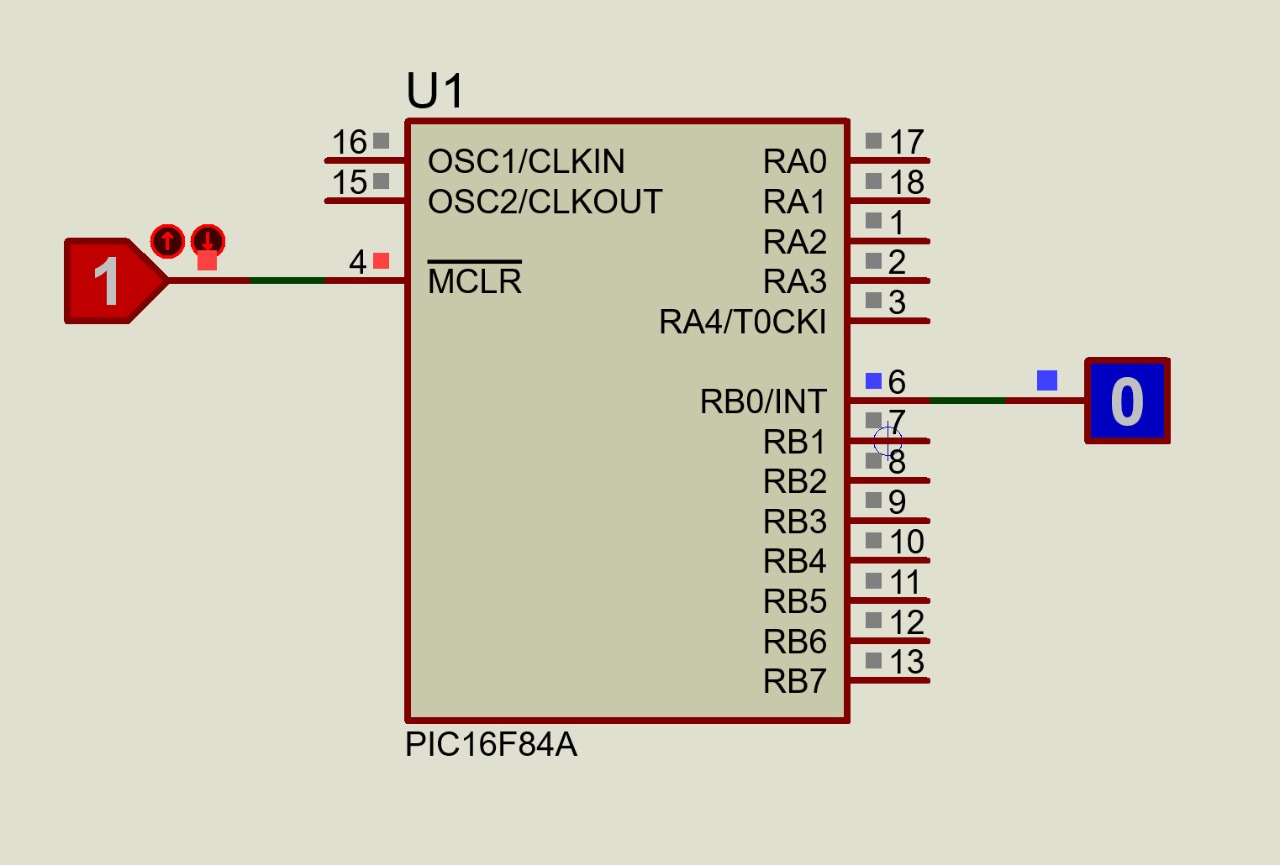 U1
16 OSC1/CLKIN RA0 17
15 OSC2/CLKOUT RA1 18
RA2 1
1 4 MCLR RA3 2
RA4/T0CKI 3
RB0/INT 6 0
RB1 7
RB2 8
RB3 9
RB4 10
RB5 11
RB6 12
RB7 13
PIC16F84A